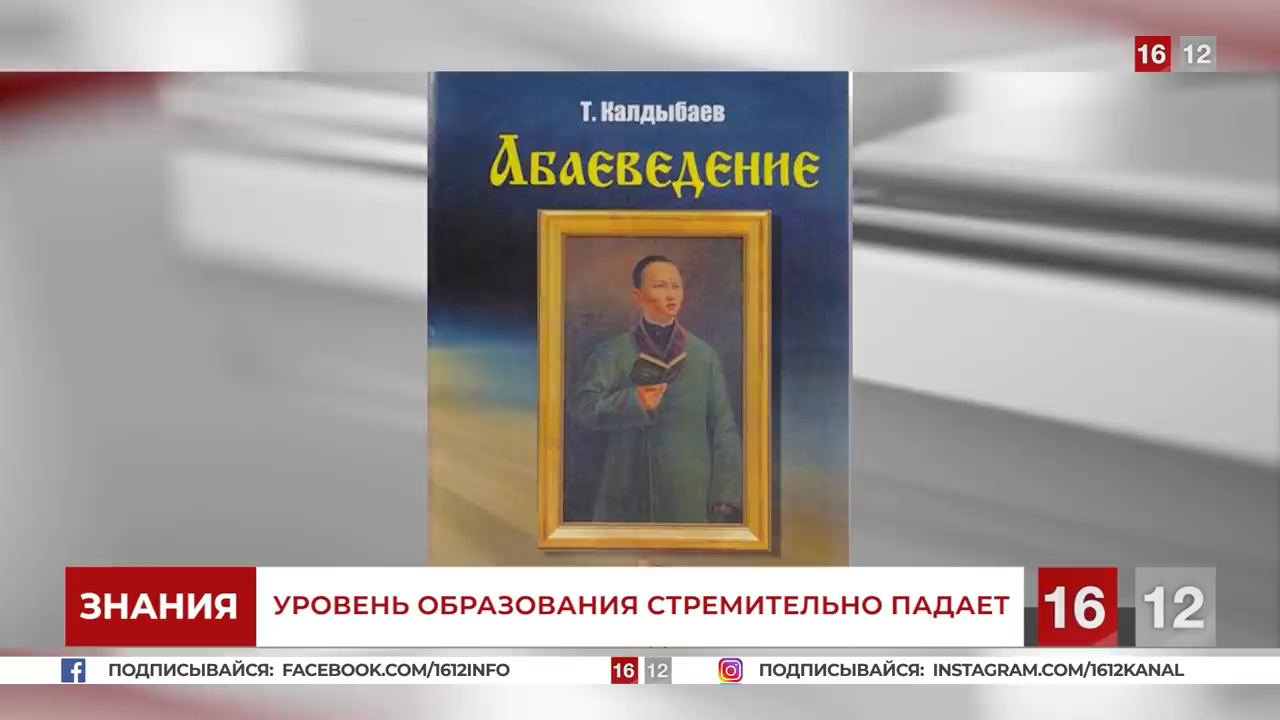 16 12
Т. Калдыбаев
Абаеведение
ЗНАНИЯ
УРОВЕНЬ ОБРАЗОВАНИЯ СТРЕМИТЕЛЬНО ПАДАЕТ
16 12
ПОДПИСЫВАЙСЯ: FACEBOOK.COM/1612INFO
16 12
ПОДПИСЫВАЙСЯ: INSTAGRAM.COM/1612KANAL